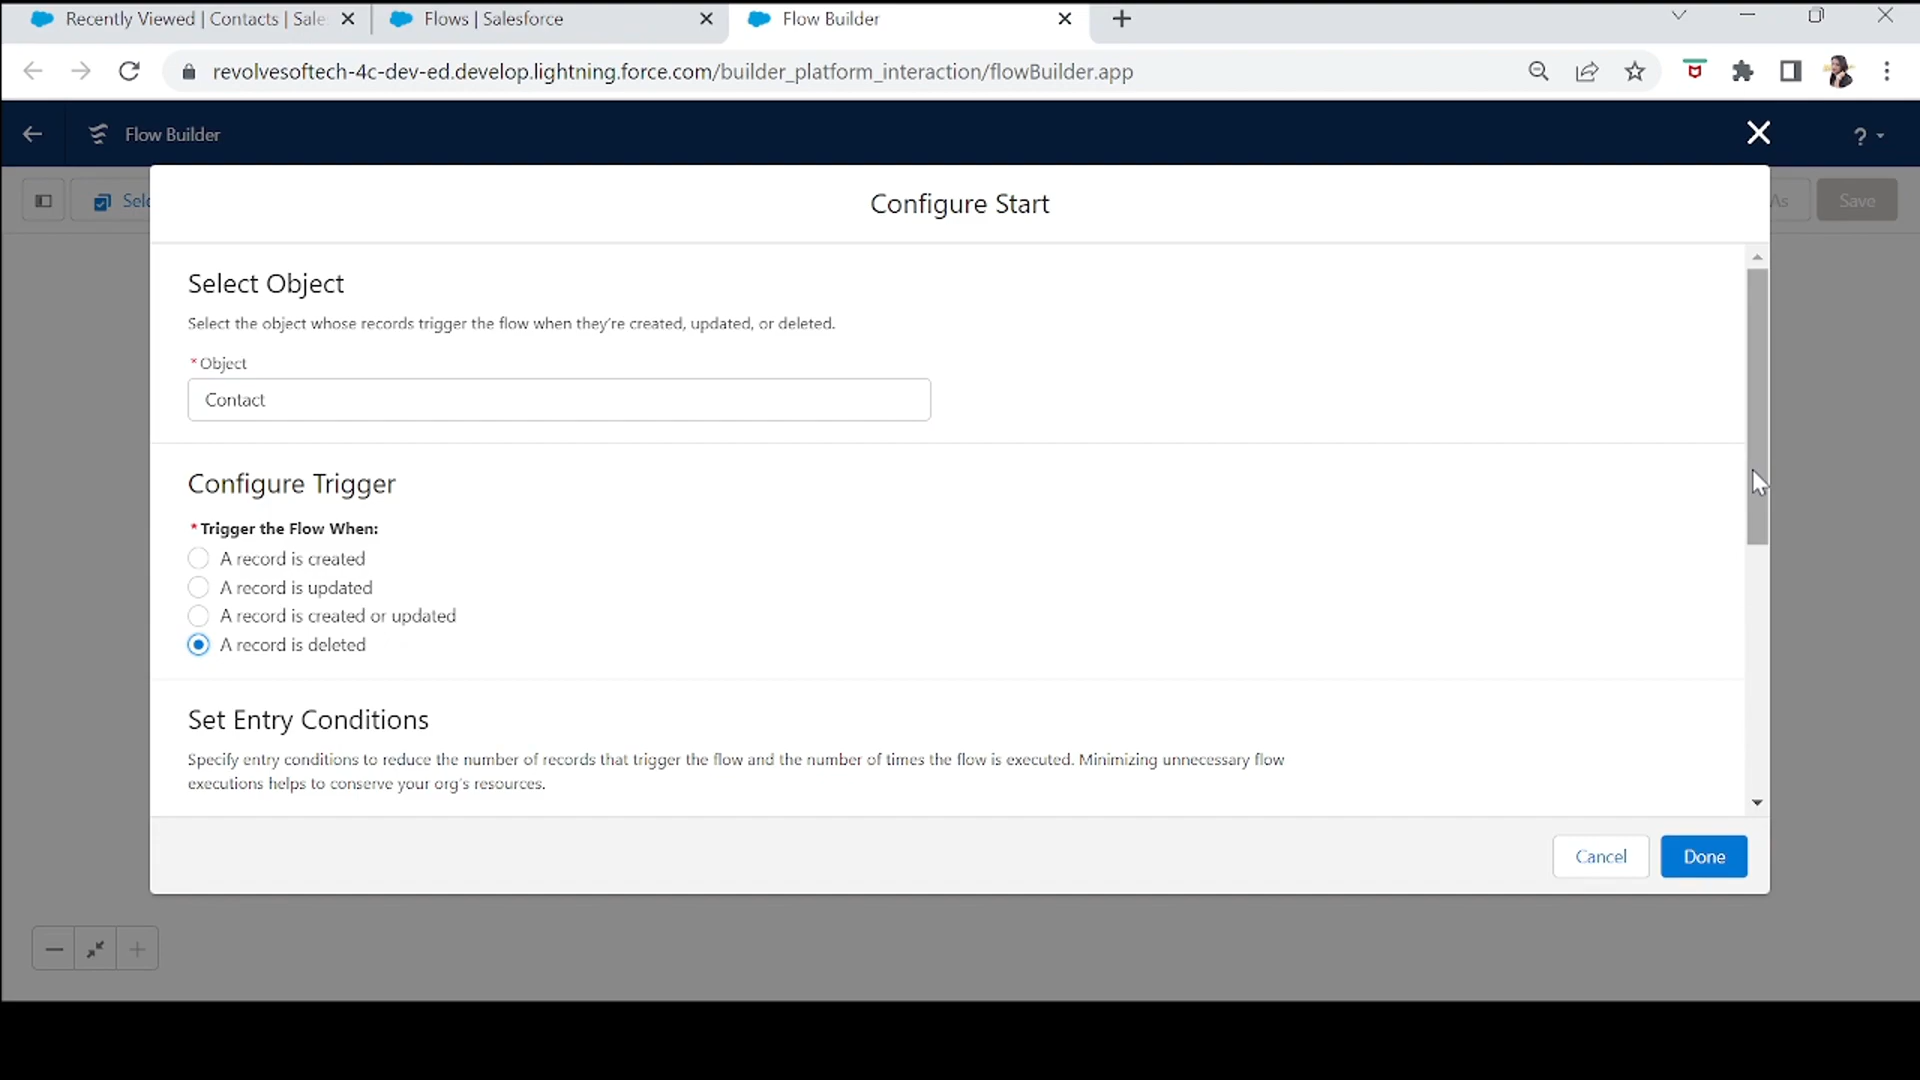 Recently Viewed | Contacts | Sale
Flows | Salesforce
Flow Builder
revolvesoftech-4c-dev-ed.develop.lightning.force.com/builder_platform_interaction/flowBuilder.app
Flow Builder
?
Sele
As
Save
Configure Start
Select Object
Select the object whose records trigger the flow when they're created, updated, or deleted.
*Object
Contact
Configure Trigger
*Trigger the Flow When:
A record is created
A record is updated
A record is created or updated
A record is deleted
Set Entry Conditions
Specify entry conditions to reduce the number of records that trigger the flow and the number of times the flow is executed. Minimizing unnecessary flow
executions helps to conserve your org's resources.
Cancel
Done